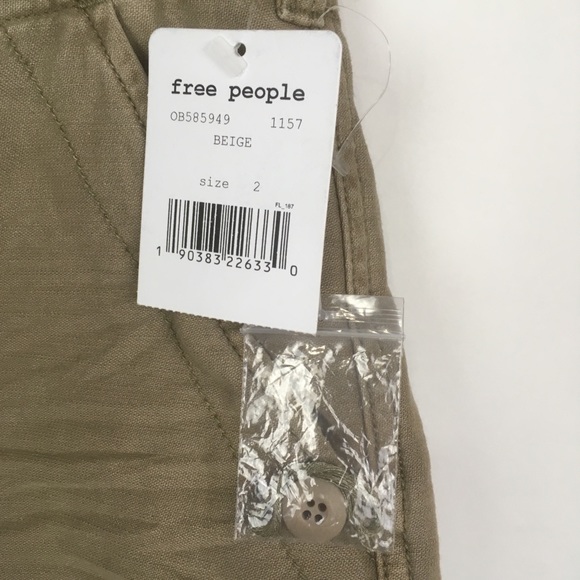 free people
OB585949 1157
BEIGE
size 2
FL_187
1 90383 22633 0